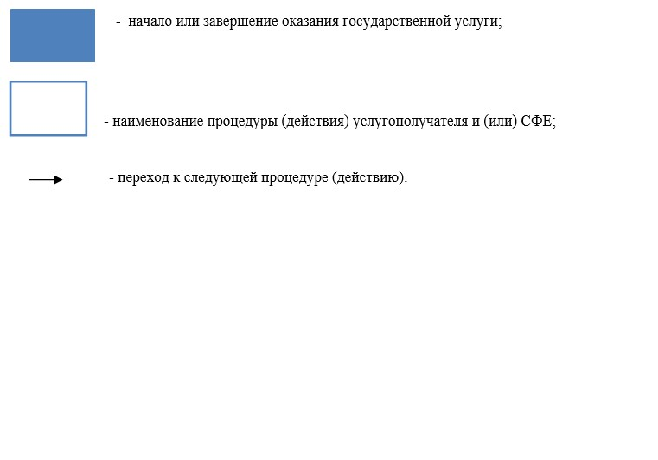 - начало или завершение оказания государственной услуги;
- наименование процедуры (действия) услугополучателя и (или) СФЕ;
- переход к следующей процедуре (действию).